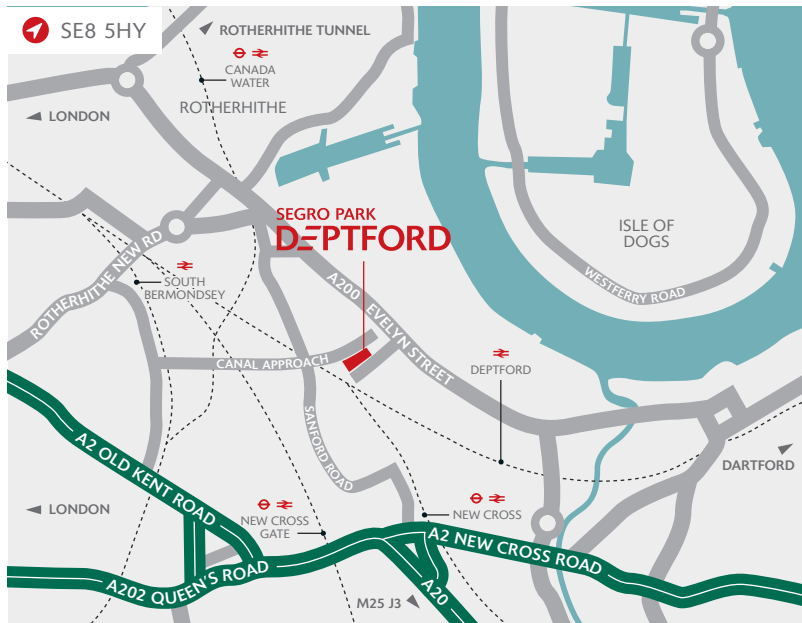 SE8 5HY
ROTHERHITHE TUNNEL
CANADA
WATER
ROTHERHITHE
LONDON
SEGRO PARK
DEPTFORD
ISLE OF
DOGS
ROTHERHITHE NEW RD
SOUTH
BERMONDSEY
WESTFERRY ROAD
A200 EVELYN STREET
CANAL APPROACH
DEPTFORD
SANFORD ROAD
A2 OLD KENT ROAD
DARTFORD
LONDON
NEW CROSS
GATE
NEW CROSS
A2 NEW CROSS ROAD
A202 QUEEN'S ROAD
A20
M25 J3